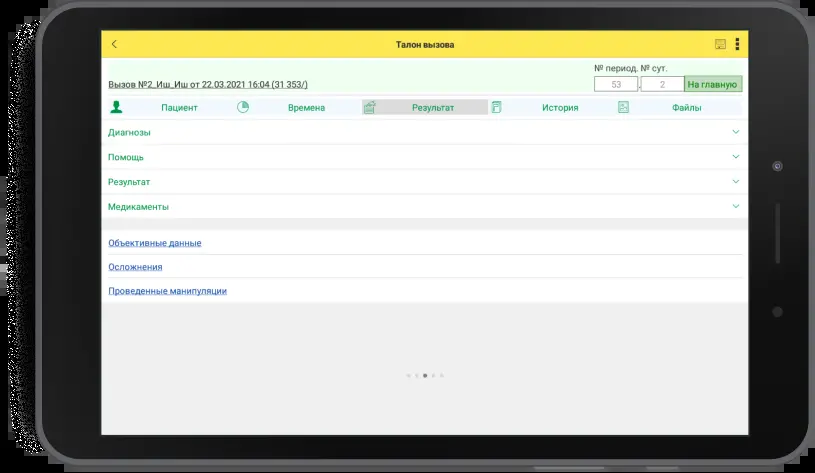 Талон вызова
№ период. № сут.
Вызов №2_Иш_Иш от 22.03.2021 16:04 (31 353/)
53 . 2 На главную
Пациент Времена Результат История Файлы
Диагнозы
Помощь
Результат
Медикаменты
Объективные данные
Осложнения
Проведенные манипуляции